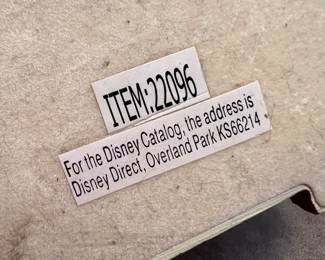 ITEM:22096
For the Disney Catalog, the address is
Disney Direct, Overland Park KS66214